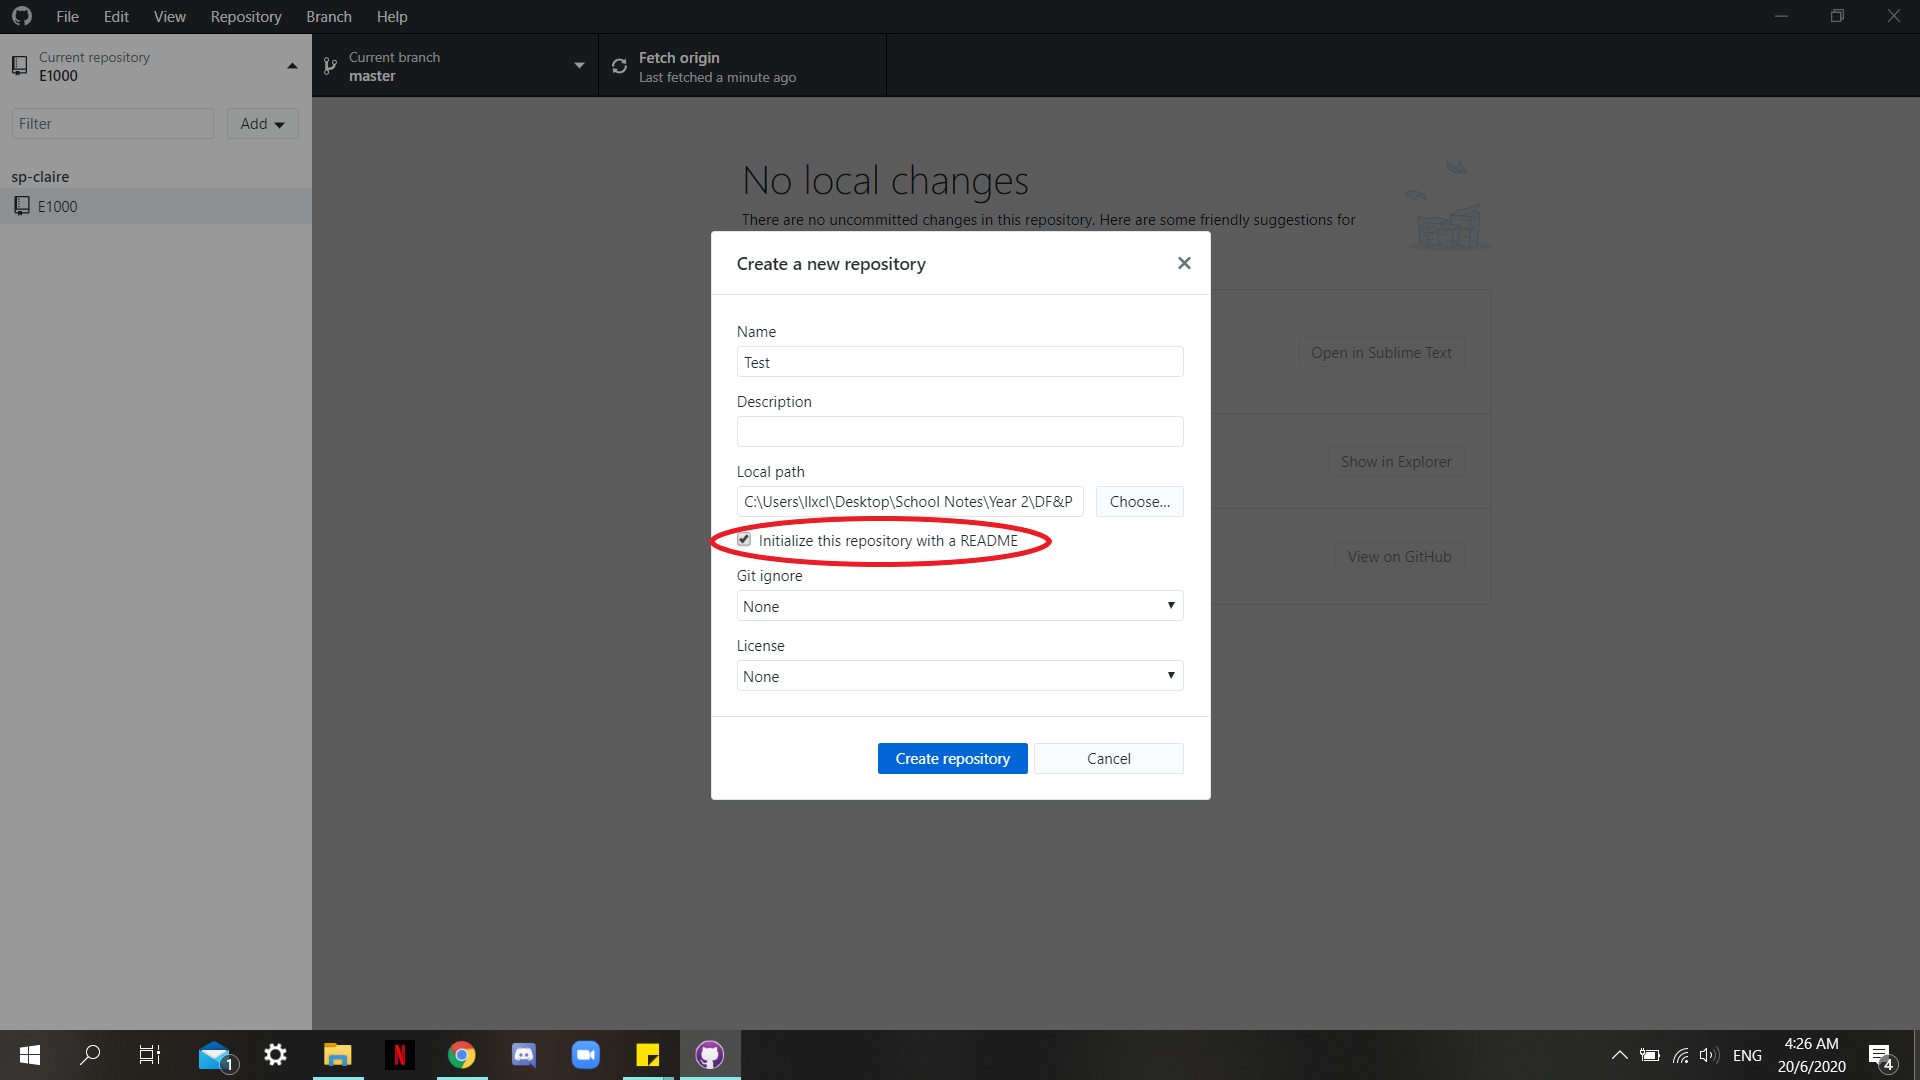 File Edit View Repository Branch Help
Current repository
E1000
Current branch
master
Fetch origin
Last fetched a minute ago
Filter
Add
sp-claire
E1000
No local changes
There are no uncommitted changes in this repository. Here are some friendly suggestions for
Open in Sublime Text
Show in Explorer
View on GitHub
Create a new repository
Name
Test
Description
Local path
C:\Users\llxcl\Desktop\School Notes\Year 2\DF&P
Choose...
Initialize this repository with a README
Git ignore
None
License
None
Create repository
Cancel
1
N
ENG
4:26 AM
20/6/2020
4